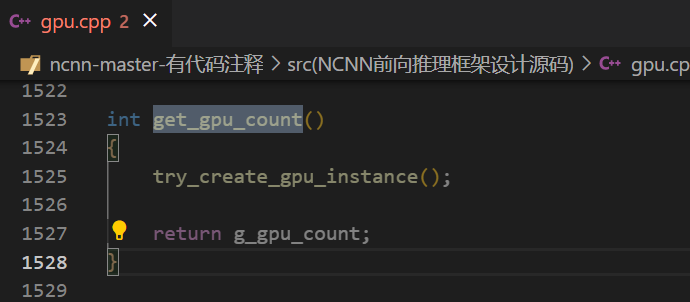 gpu.cpp 2
ncnn-master-有代码注释 > src(NCNN前向推理框架设计源码) > gpu.cp
1522
1523 int get_gpu_count()
1524 {
1525 try_create_gpu_instance();
1526
1527 return g_gpu_count;
1528 }
1529